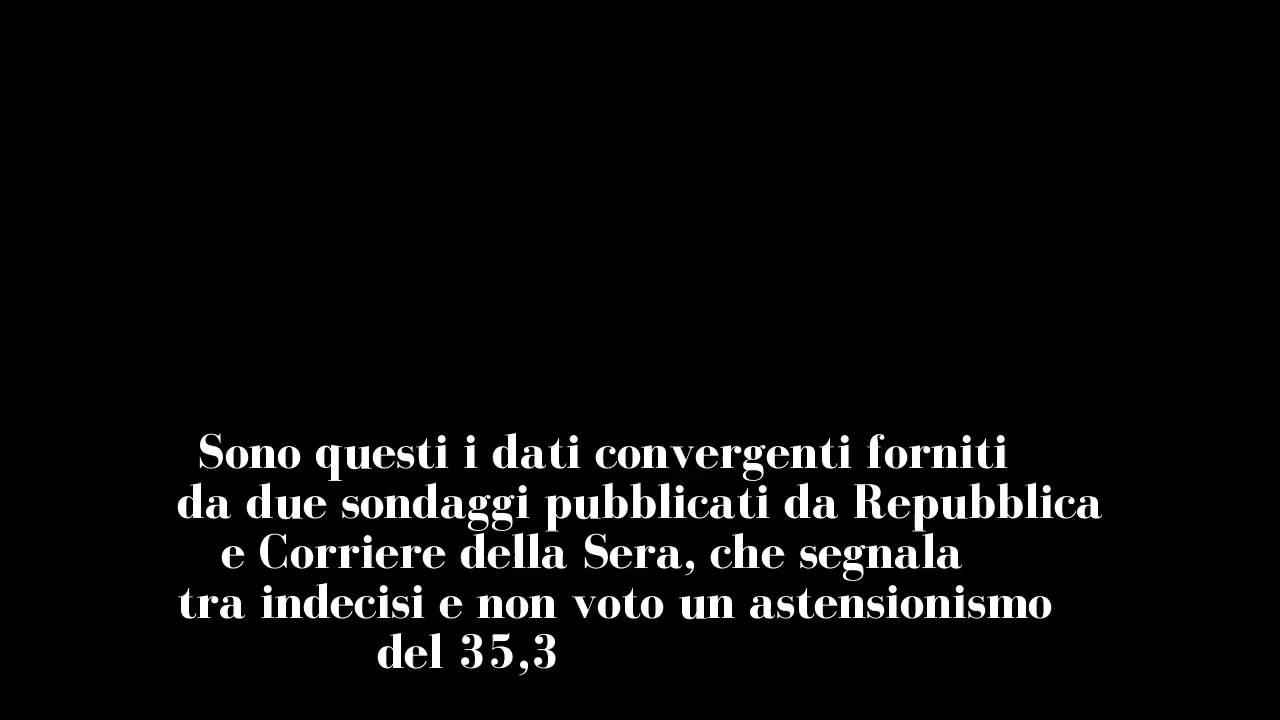 Sono questi i dati convergenti forniti
da due sondaggi pubblicati da Repubblica
e Corriere della Sera, che segnala
tra indecisi e non voto un astensionismo
del 35,3